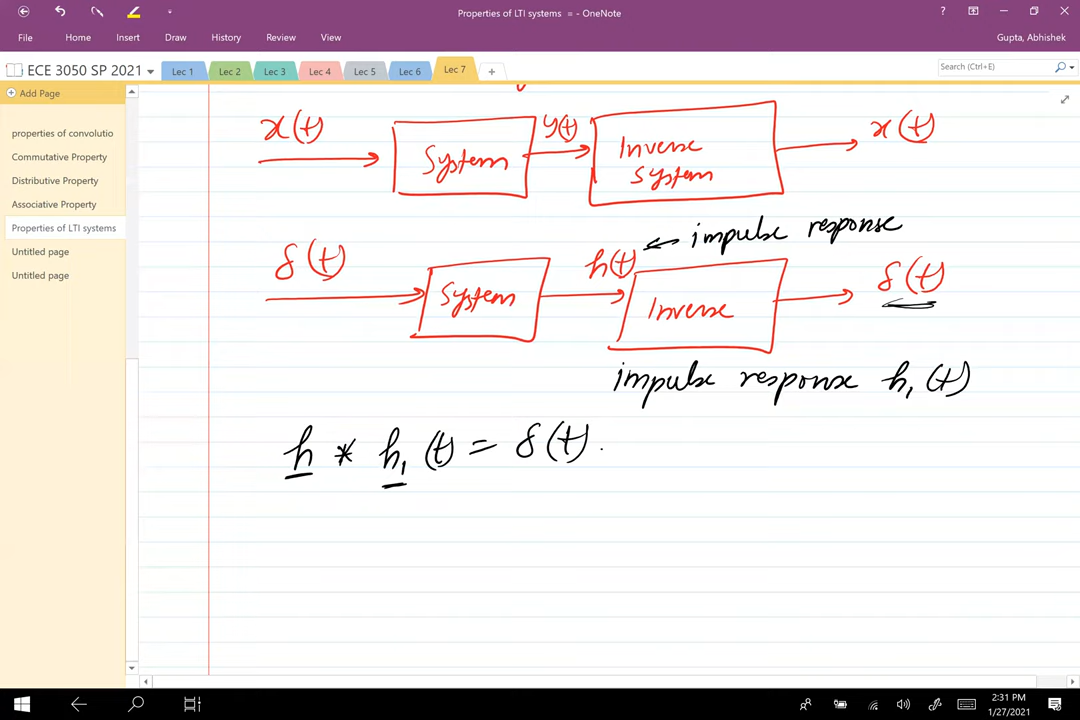 Properties of LTI systems = - OneNote
?
File Home Insert Draw History Review View
Gupta, Abhishek
ECE 3050 SP 2021 Lec 1 Lec 2 Lec 3 Lec 4 Lec 5 Lec 6 Lec 7 +
Search (Ctrl+E)
Add Page
properties of convolutio
Commutative Property
Distributive Property
Associative Property
Properties of LTI systems
Untitled page
Untitled page
x(t) System y(t) Inverse System x(t)
impulse response
δ(t) System h(t) Inverse δ(t)
impulse response h₁(t)
h * h₁(t) = δ(t).
2:31 PM
1/27/2021